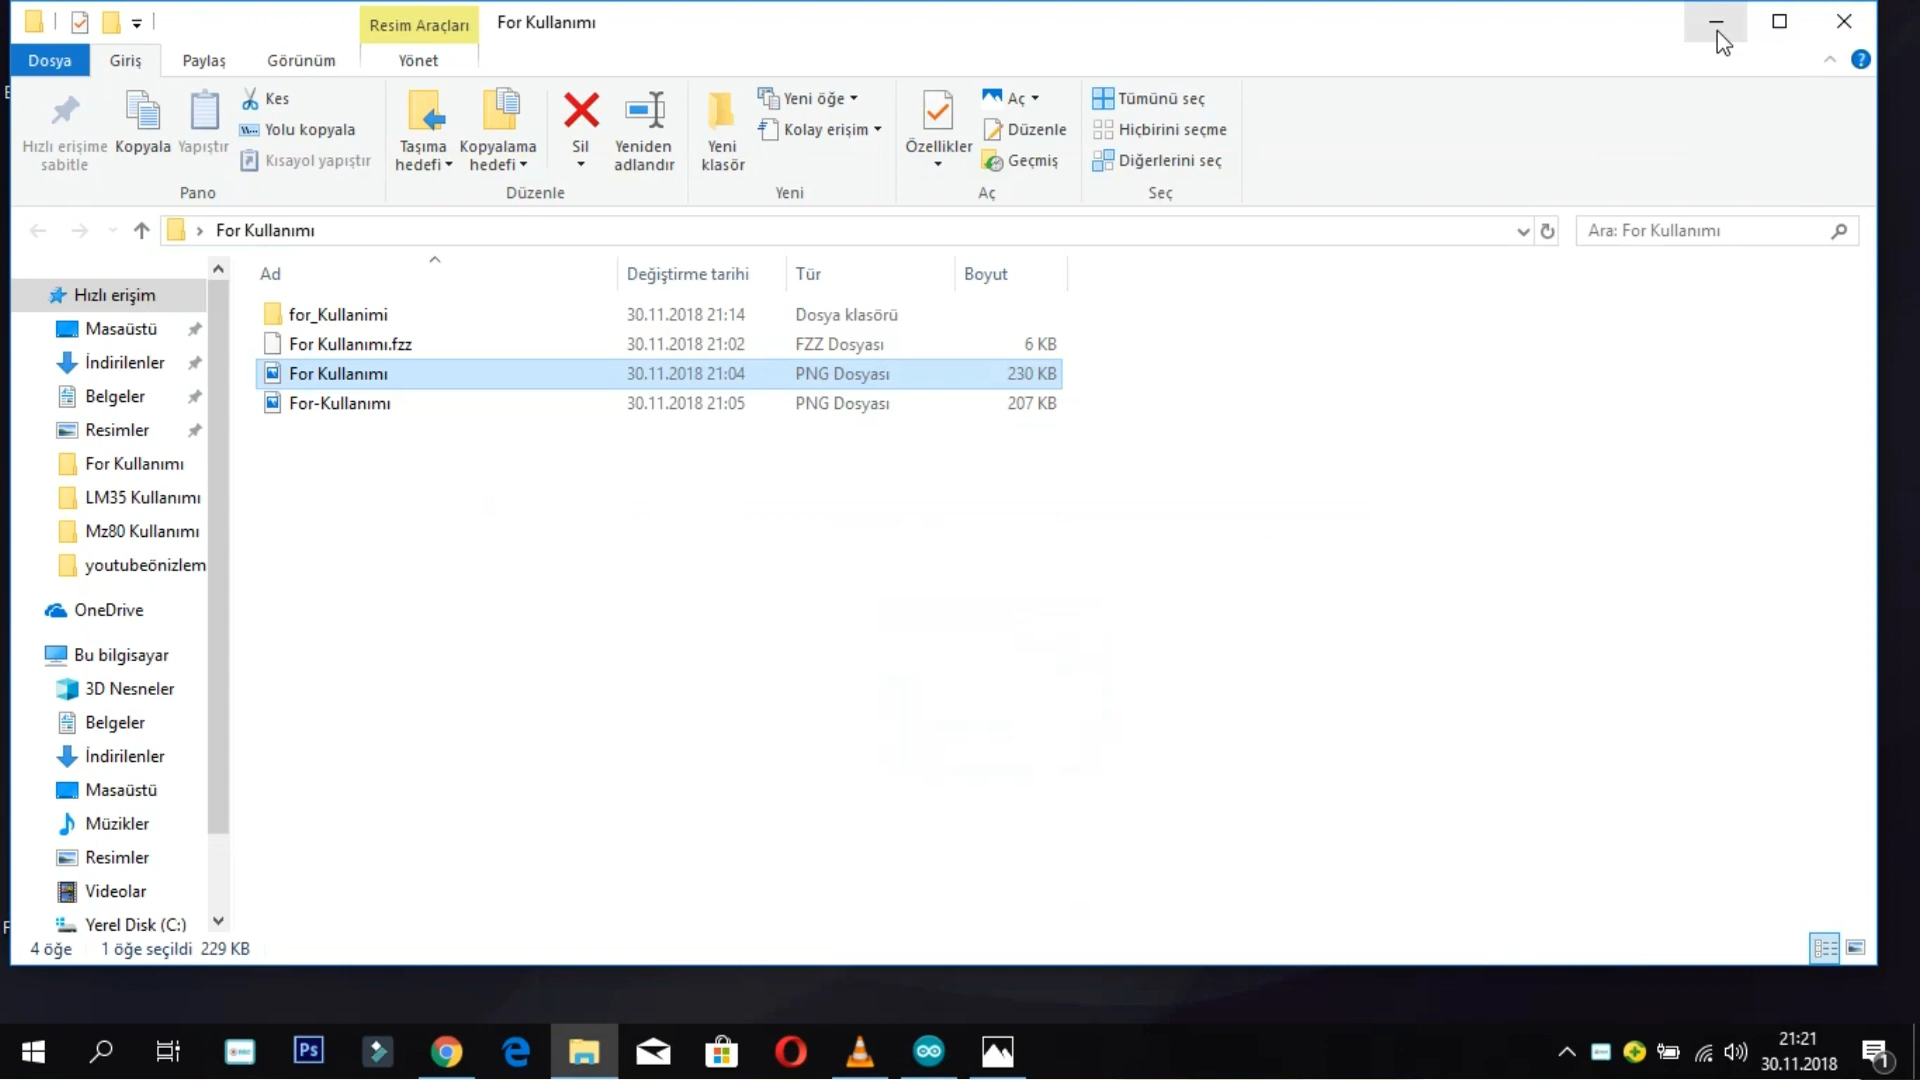 Resim Araçları
For Kullanımı
Dosya
Giriş
Paylaş
Görünüm
Yönet
?
Hızlı erişime
sabitle
Kopyala
Yapıştır
Kes
Yolu kopyala
Kısayol yapıştır
Pano
Taşıma
hedefi
Kopyalama
hedefi
Sil
Yeniden
adlandır
Düzenle
Yeni
klasör
Yeni öğe
Kolay erişim
Yeni
Özellikler
Aç
Düzenle
Geçmiş
Aç
Tümünü seç
Hiçbirini seçme
Diğerlerini seç
Seç
For Kullanımı
Ara: For Kullanımı
Ad
Değiştirme tarihi
Tür
Boyut
for_Kullanimi 30.11.2018 21:14 Dosya klasörü
For Kullanımı.fzz 30.11.2018 21:02 FZZ Dosyası 6 KB
For Kullanımı 30.11.2018 21:04 PNG Dosyası 230 KB
For-Kullanımı 30.11.2018 21:05 PNG Dosyası 207 KB
Hızlı erişim
Masaüstü
İndirilenler
Belgeler
Resimler
For Kullanımı
LM35 Kullanımı
Mz80 Kullanımı
youtubeönizlem
OneDrive
Bu bilgisayar
3D Nesneler
Belgeler
İndirilenler
Masaüstü
Müzikler
Resimler
Videolar
Yerel Disk (C:)
4 öğe 1 öğe seçildi 229 KB
Ps
21:21
30.11.2018
1